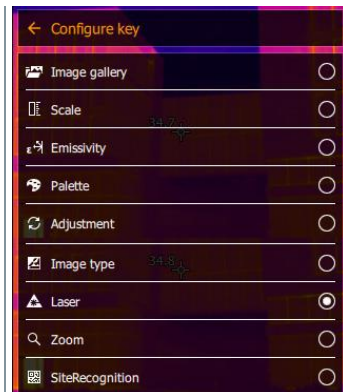 Configure key
Image gallery
Scale
34.7
Emissivity
Palette
Adjustment
Image type
34.8
Laser
Zoom
SiteRecognition